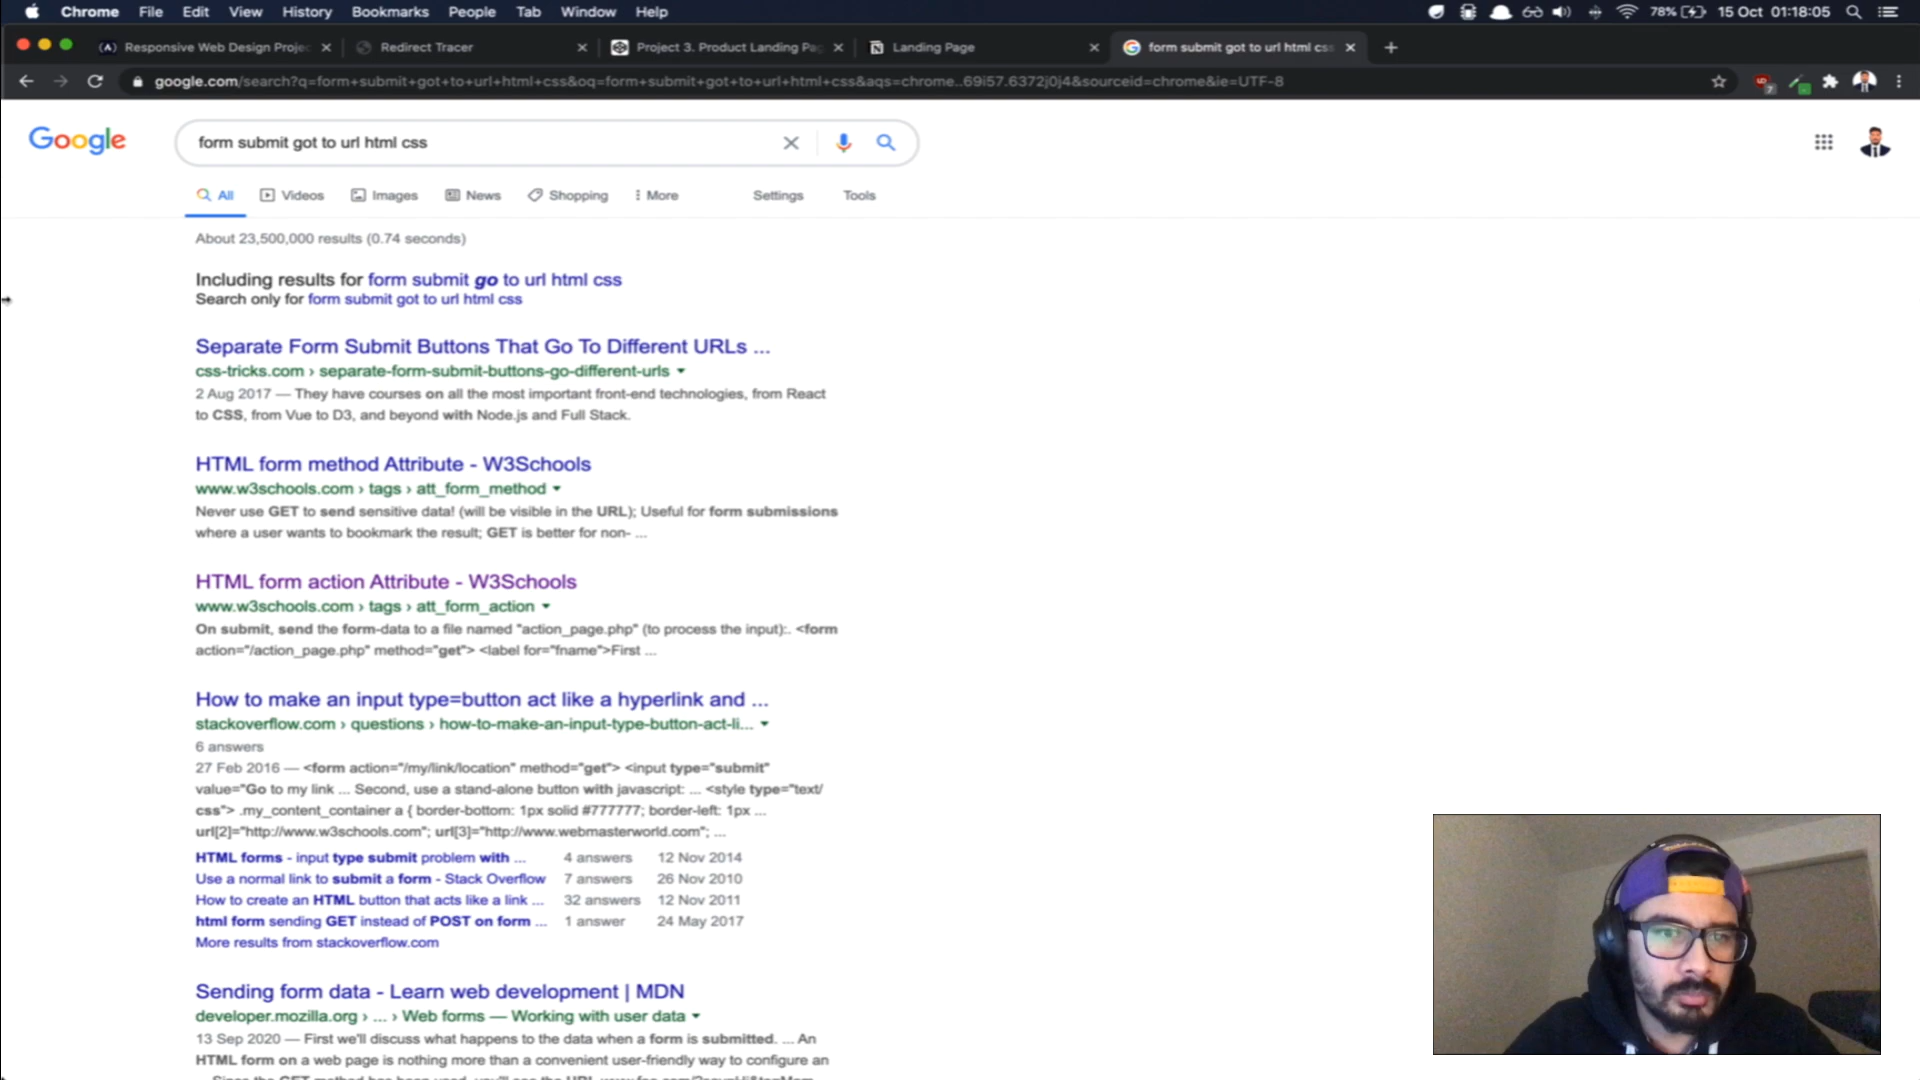 Chrome File Edit View History Bookmarks People Tab Window Help 78% 15 Oct 01:18:05
Responsive Web Design Projec Redirect Tracer Project 3. Product Landing Pag Landing Page form submit got to url html css
google.com/search?q=form+submit+got+to+url+html+css&oq=form+submit+got+to+url+html+css&aqs=chrome..69i57.6372j0j4&sourceid=chrome&ie=UTF-8
Google form submit got to url html css
All Videos Images News Shopping More Settings Tools
About 23,500,000 results (0.74 seconds)
Including results for form submit go to url html css
Search only for form submit got to url html css
Separate Form Submit Buttons That Go To Different URLs ...
css-tricks.com › separate-form-submit-buttons-go-different-urls
2 Aug 2017 — They have courses on all the most important front-end technologies, from React
to CSS, from Vue to D3, and beyond with Node.js and Full Stack.
HTML form method Attribute - W3Schools
www.w3schools.com › tags › att_form_method
Never use GET to send sensitive data! (will be visible in the URL); Useful for form submissions
where a user wants to bookmark the result; GET is better for non- ...
HTML form action Attribute - W3Schools
www.w3schools.com › tags › att_form_action
On submit, send the form-data to a file named "action_page.php" (to process the input):. <form
action="/action_page.php" method="get"> <label for="fname">First ...
How to make an input type=button act like a hyperlink and ...
stackoverflow.com › questions › how-to-make-an-input-type-button-act-li...
6 answers
27 Feb 2016 — <form action="/my/link/location" method="get"> <input type="submit"
value="Go to my link ... Second, use a stand-alone button with javascript: ... <style type="text/
css"> .my_content_container a { border-bottom: 1px solid #777777; border-left: 1px ...
url[2]="http://www.w3schools.com"; url[3]="http://www.webmasterworld.com"; ...
HTML forms - input type submit problem with ... 4 answers 12 Nov 2014
Use a normal link to submit a form - Stack Overflow 7 answers 26 Nov 2010
How to create an HTML button that acts like a link ... 32 answers 12 Nov 2011
html form sending GET instead of POST on form ... 1 answer 24 May 2017
More results from stackoverflow.com
Sending form data - Learn web development | MDN
developer.mozilla.org › ... › Web forms — Working with user data
13 Sep 2020 — First we'll discuss what happens to the data when a form is submitted. ... An
HTML form on a web page is nothing more than a convenient user-friendly way to configure an